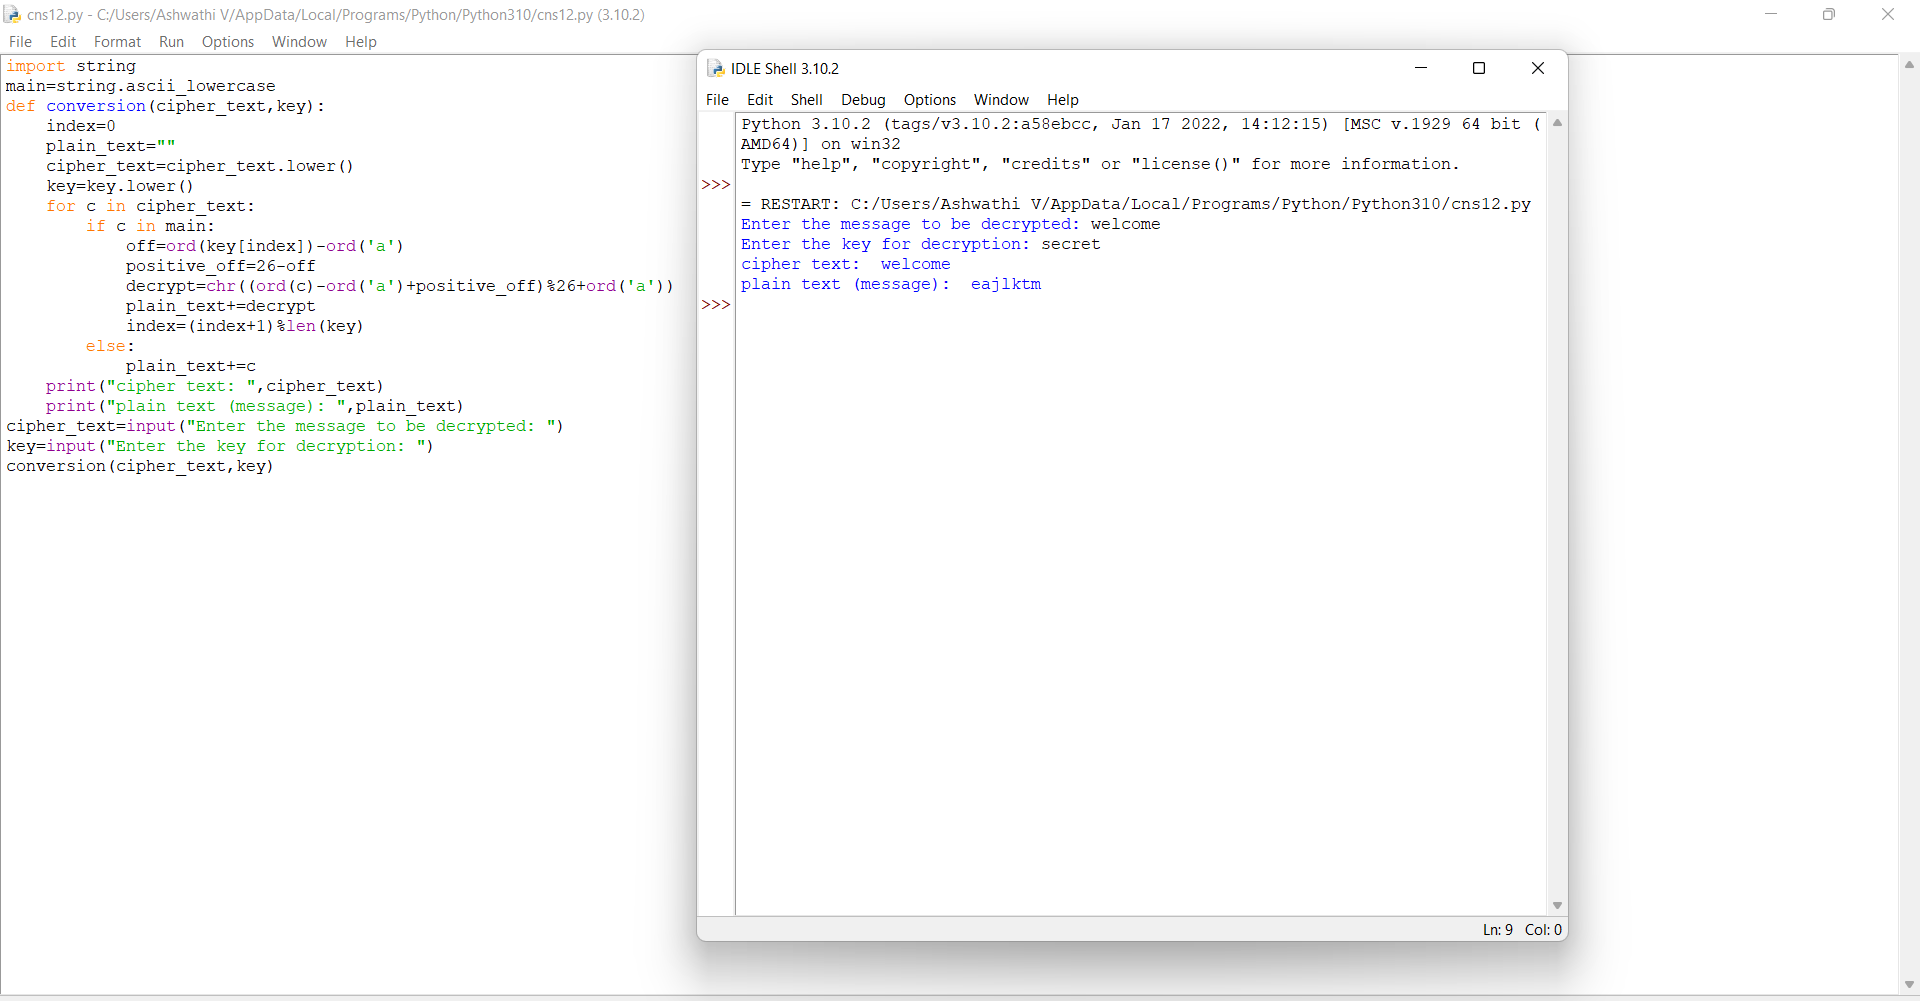 cns12.py - C:/Users/Ashwathi V/AppData/Local/Programs/Python/Python310/cns12.py (3.10.2)
File Edit Format Run Options Window Help
import string
main=string.ascii_lowercase
def conversion(cipher_text,key):
    index=0
    plain_text=""
    cipher_text=cipher_text.lower()
    key=key.lower()
    for c in cipher_text:
        if c in main:
            off=ord(key[index])-ord('a')
            positive_off=26-off
            decrypt=chr((ord(c)-ord('a')+positive_off)%26+ord('a'))
            plain_text+=decrypt
            index=(index+1)%len(key)
        else:
            plain_text+=c
    print("cipher text: ",cipher_text)
    print("plain text (message): ",plain_text)
cipher_text=input("Enter the message to be decrypted: ")
key=input("Enter the key for decryption: ")
conversion(cipher_text,key)
IDLE Shell 3.10.2
File Edit Shell Debug Options Window Help
Python 3.10.2 (tags/v3.10.2:a58ebcc, Jan 17 2022, 14:12:15) [MSC v.1929 64 bit (
AMD64)] on win32
Type "help", "copyright", "credits" or "license()" for more information.
>>>
= RESTART: C:/Users/Ashwathi V/AppData/Local/Programs/Python/Python310/cns12.py
Enter the message to be decrypted: welcome
Enter the key for decryption: secret
cipher text:  welcome
plain text (message):  eajlktm
>>>
Ln: 9 Col: 0